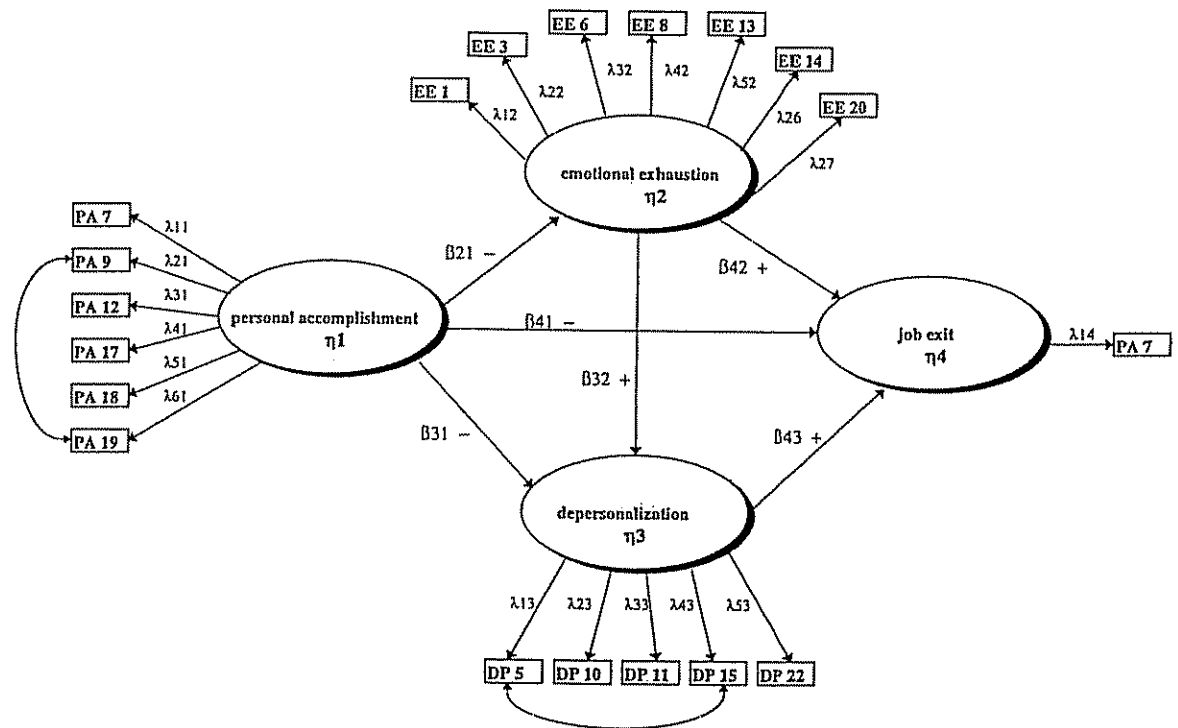 EE 6
EE 8
EE 13
EE 3
EE 14
EE 1
EE 20
λ12
λ22
λ32
λ42
λ52
λ26
λ27
emotional exhaustion
η2
PA 7
PA 9
PA 12
PA 17
PA 18
PA 19
λ11
λ21
λ31
λ41
λ51
λ61
personal accomplishment
η1
β21 −
β42 +
β41 −
β32 +
β31 −
β43 +
job exit
η4
λ14
PA 7
depersonalization
η3
λ13
λ23
λ33
λ43
λ53
DP 5
DP 10
DP 11
DP 15
DP 22